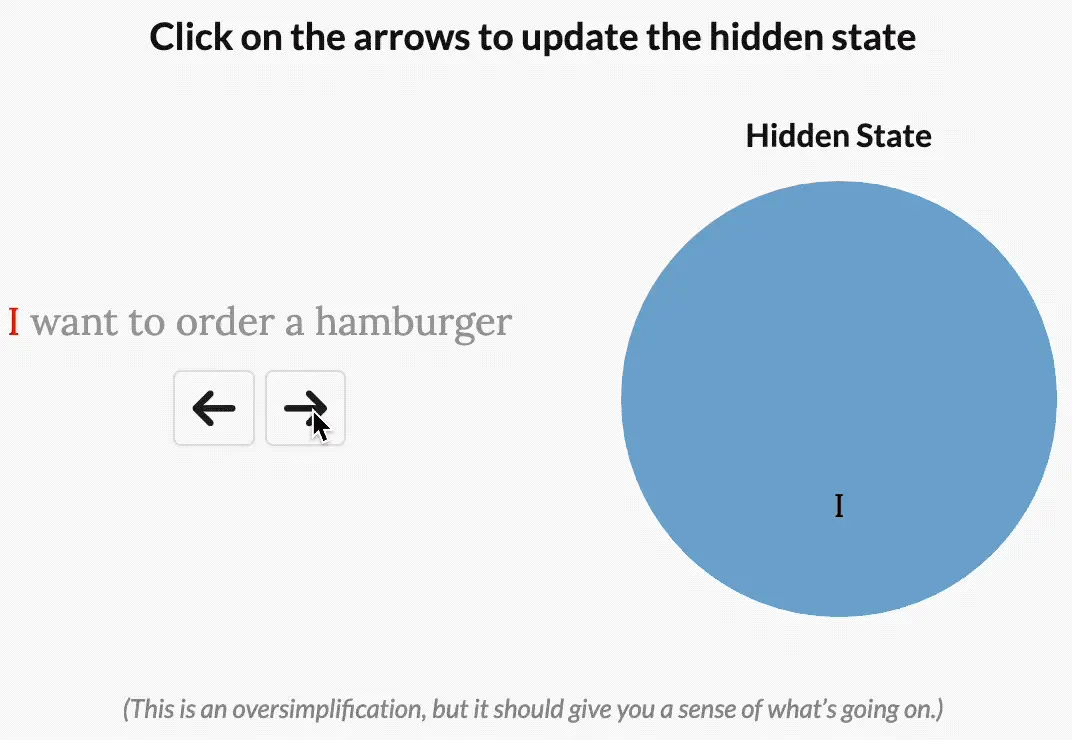 Click on the arrows to update the hidden state
Hidden State
I want to order a hamburger
I
(This is an oversimplification, but it should give you a sense of what's going on.)